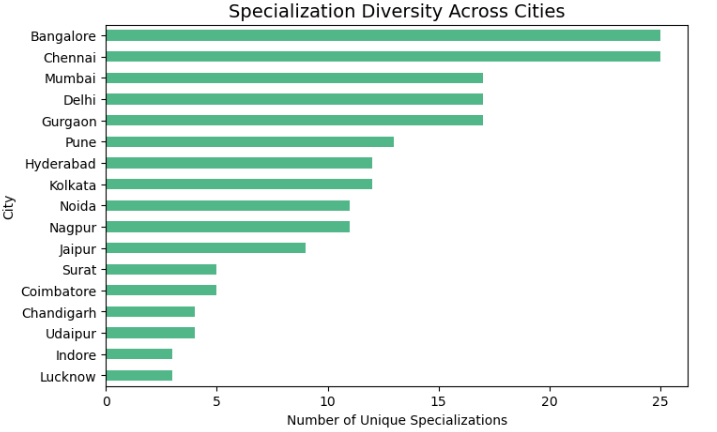 Specialization Diversity Across Cities
City
Bangalore
Chennai
Mumbai
Delhi
Gurgaon
Pune
Hyderabad
Kolkata
Noida
Nagpur
Jaipur
Surat
Coimbatore
Chandigarh
Udaipur
Indore
Lucknow
0 5 10 15 20 25
Number of Unique Specializations